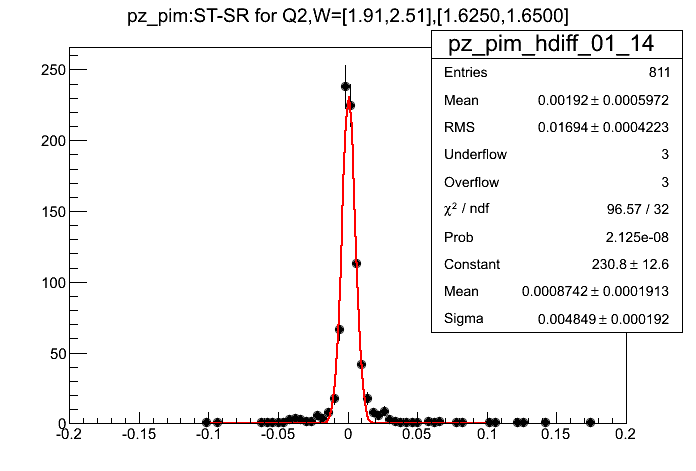 pz_pim:ST-SR for Q2,W=[1.91,2.51],[1.6250,1.6500]
pz_pim_hdiff_01_14
Entries 811
Mean 0.00192 ± 0.0005972
RMS 0.01694 ± 0.0004223
Underflow 3
Overflow 3
χ² / ndf 96.57 / 32
Prob 2.125e-08
Constant 230.8 ± 12.6
Mean 0.0008742 ± 0.0001913
Sigma 0.004849 ± 0.000192
250
200
150
100
50
0
-0.2 -0.15 -0.1 -0.05 0 0.05 0.1 0.15 0.2